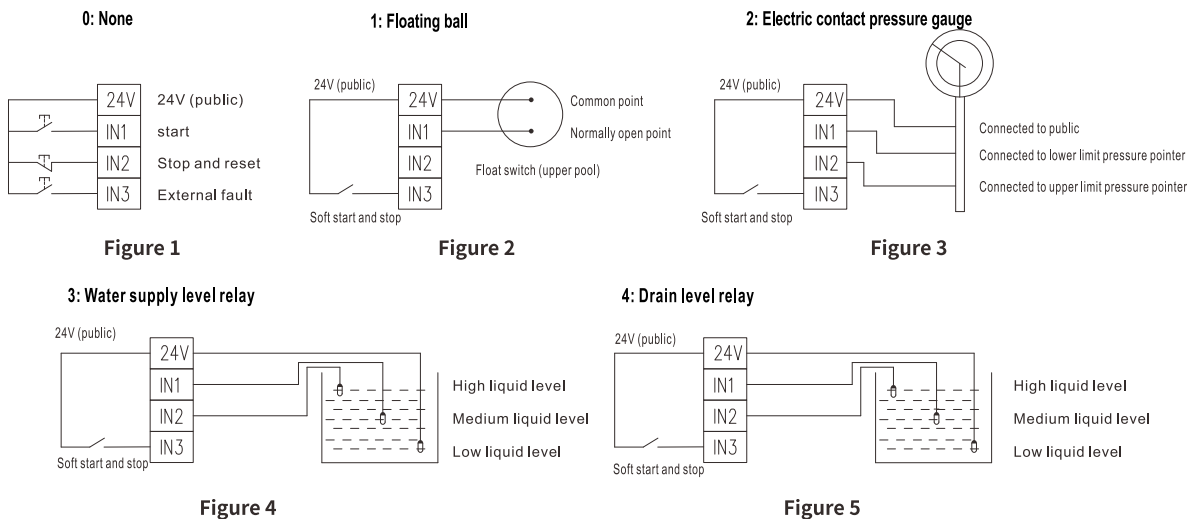 0: None
24V
24V (public)
IN1
start
IN2
Stop and reset
IN3
External fault
Figure 1
1: Floating ball
24V (public)
24V
Common point
IN1
Normally open point
IN2
Float switch (upper pool)
IN3
Soft start and stop
Figure 2
2: Electric contact pressure gauge
24V (public)
24V
IN1
Connected to public
Connected to lower limit pressure pointer
IN2
Connected to upper limit pressure pointer
IN3
Soft start and stop
Figure 3
3: Water supply level relay
24V (public)
24V
IN1
High liquid level
IN2
Medium liquid level
IN3
Low liquid level
Soft start and stop
Figure 4
4: Drain level relay
24V (public)
24V
IN1
High liquid level
IN2
Medium liquid level
IN3
Low liquid level
Soft start and stop
Figure 5